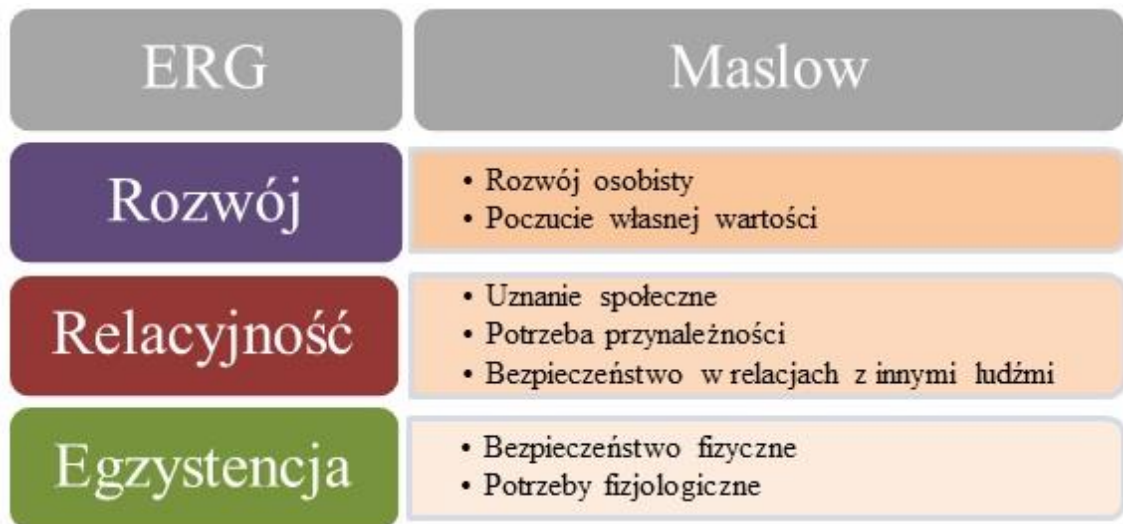 ERG
Maslow
Rozwój
• Rozwój osobisty
• Poczucie własnej wartości
Relacyjność
• Uznanie społeczne
• Potrzeba przynależności
• Bezpieczeństwo w relacjach z innymi ludźmi
Egzystencja
• Bezpieczeństwo fizyczne
• Potrzeby fizjologiczne